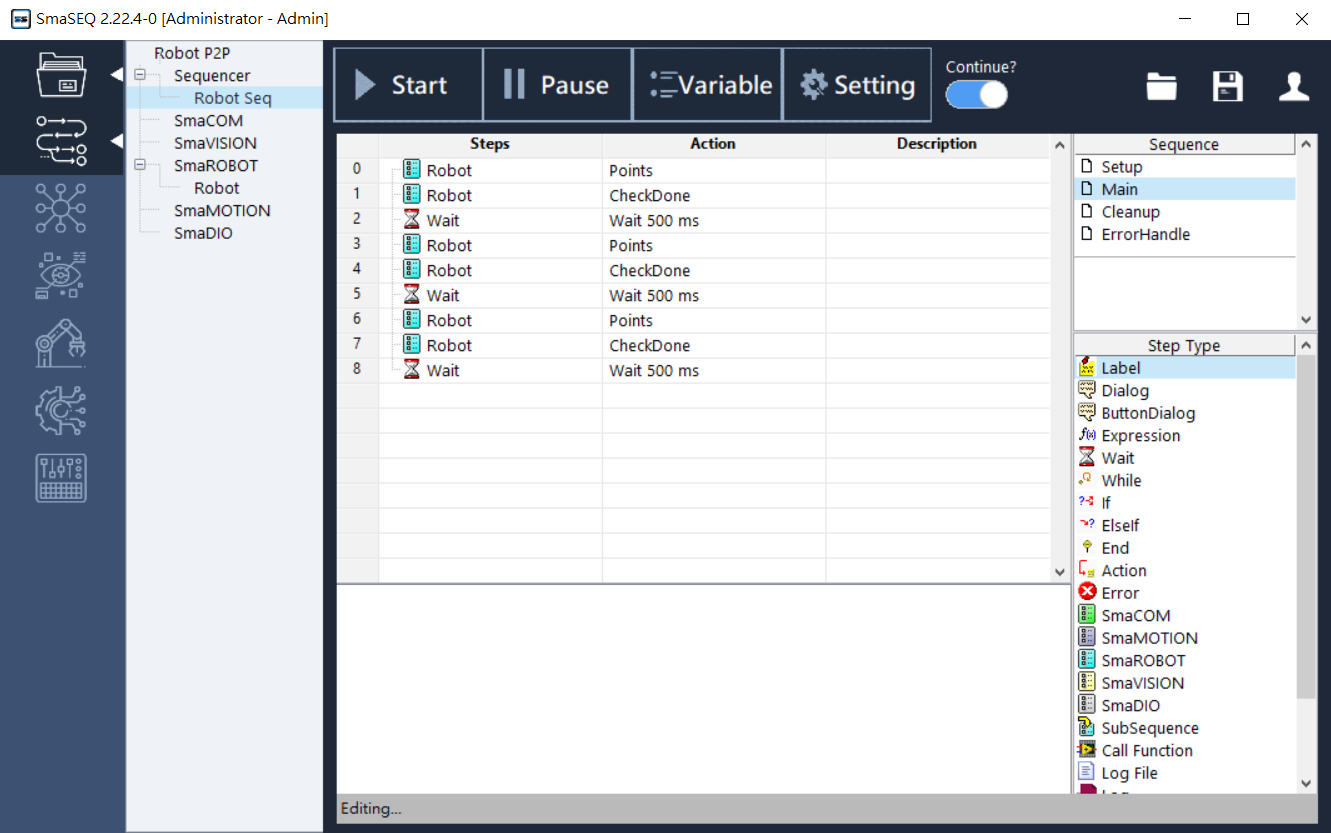 SmaSEQ 2.22.4-0 [Administrator - Admin]
Robot P2P
Sequencer
Robot Seq
SmaCOM
SmaVISION
SmaROBOT
Robot
SmaMOTION
SmaDIO
Start
Pause
Variable
Setting
Continue?
Steps Action Description
0 Robot Points
1 Robot CheckDone
2 Wait Wait 500 ms
3 Robot Points
4 Robot CheckDone
5 Wait Wait 500 ms
6 Robot Points
7 Robot CheckDone
8 Wait Wait 500 ms
Sequence
Setup
Main
Cleanup
ErrorHandle
Step Type
Label
Dialog
ButtonDialog
Expression
Wait
While
If
ElseIf
End
Action
Error
SmaCOM
SmaMOTION
SmaROBOT
SmaVISION
SmaDIO
SubSequence
Call Function
Log File
Editing...